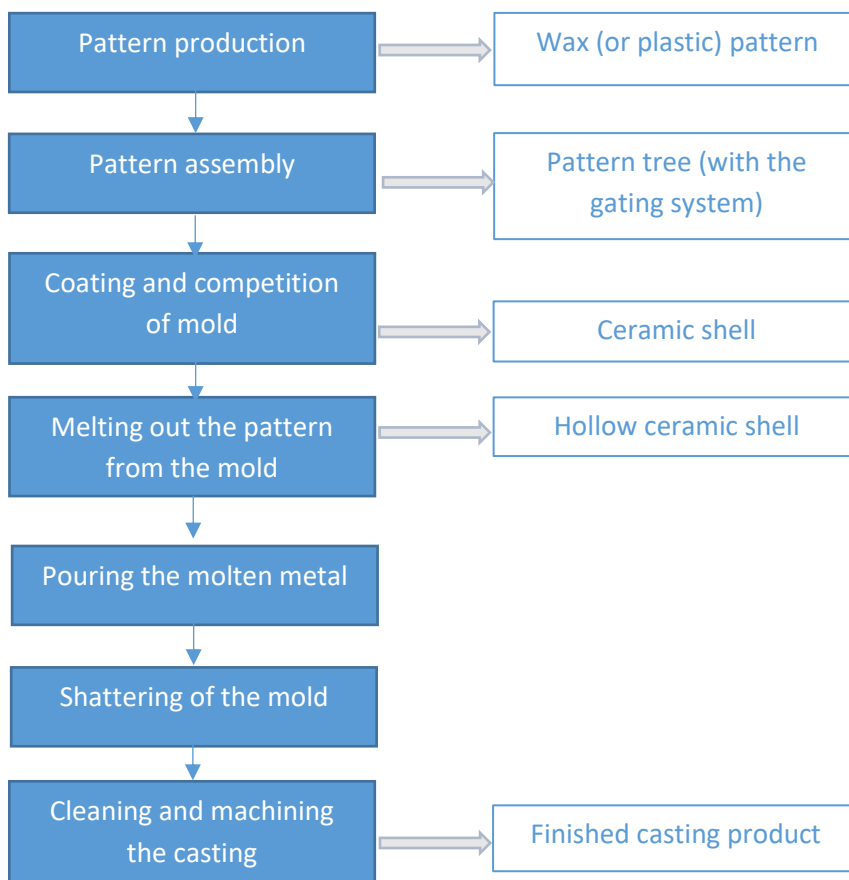 Pattern production
Wax (or plastic) pattern
Pattern assembly
Pattern tree (with the
gating system)
Coating and competition
of mold
Ceramic shell
Melting out the pattern
from the mold
Hollow ceramic shell
Pouring the molten metal
Shattering of the mold
Cleaning and machining
the casting
Finished casting product